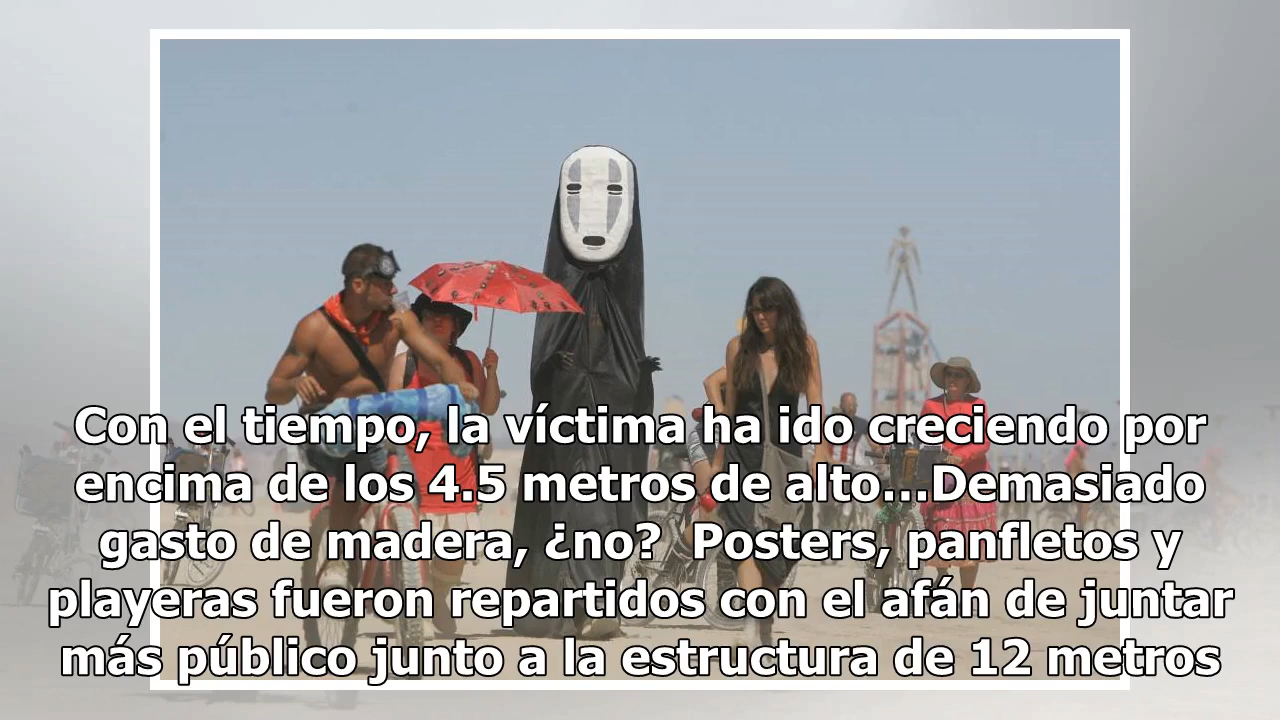 Con el tiempo, la víctima ha ido creciendo por
encima de los 4.5 metros de alto...Demasiado
gasto de madera, ¿no?  Posters, panfletos y
playeras fueron repartidos con el afán de juntar
más público junto a la estructura de 12 metros